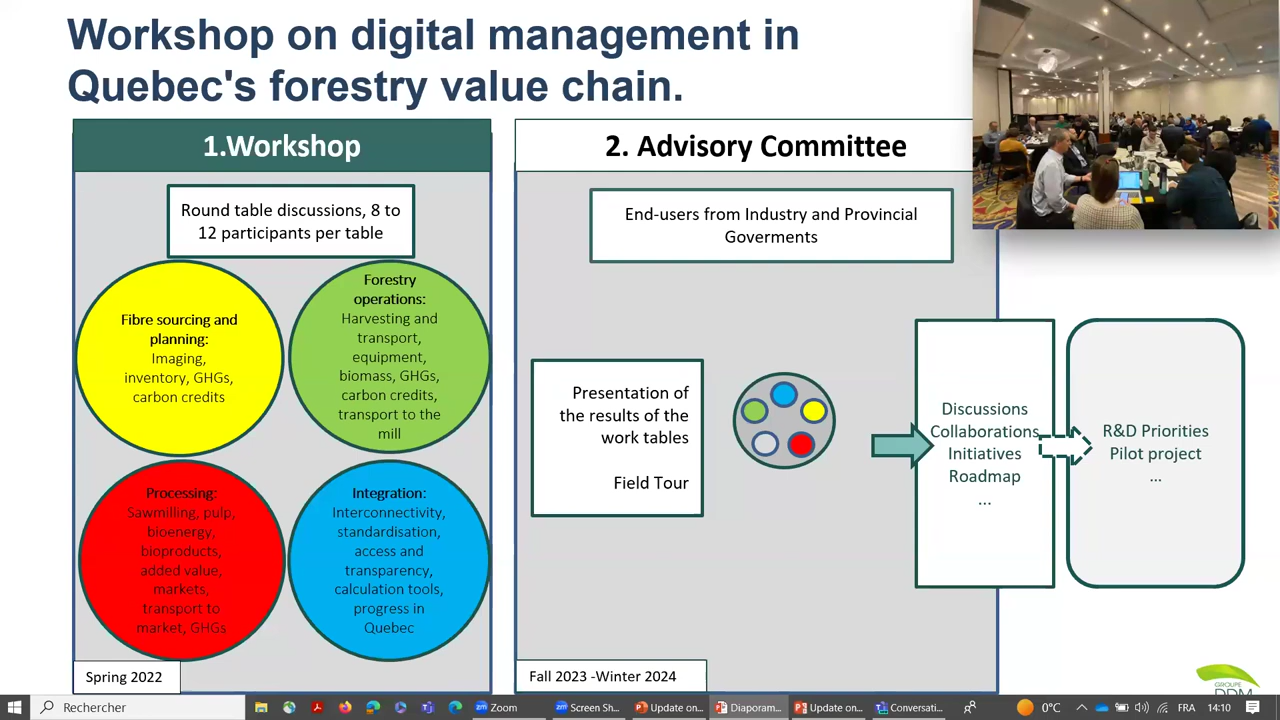 Workshop on digital management in
Quebec's forestry value chain.
1.Workshop
Round table discussions, 8 to
12 participants per table
Fibre sourcing and
planning:
Imaging,
inventory, GHGs,
carbon credits
Forestry
operations:
Harvesting and
transport,
equipment,
biomass, GHGs,
carbon credits,
transport to the
mill
Processing:
Sawmilling, pulp,
bioenergy,
bioproducts,
added value,
markets,
transport to
market, GHGs
Integration:
Interconnectivity,
standardisation,
access and
transparency,
calculation tools,
progress in
Quebec
Spring 2022
2. Advisory Committee
End-users from Industry and Provincial
Goverments
Presentation of
the results of the
work tables
Field Tour
Discussions
Collaborations
Initiatives
Roadmap
...
R&D Priorities
Pilot project
...
Fall 2023 -Winter 2024
GROUPE
DDM
Rechercher
Zoom
Screen Sh...
Update on...
Diaporam...
Update on...
Conversati...
0°C
FR
14:10